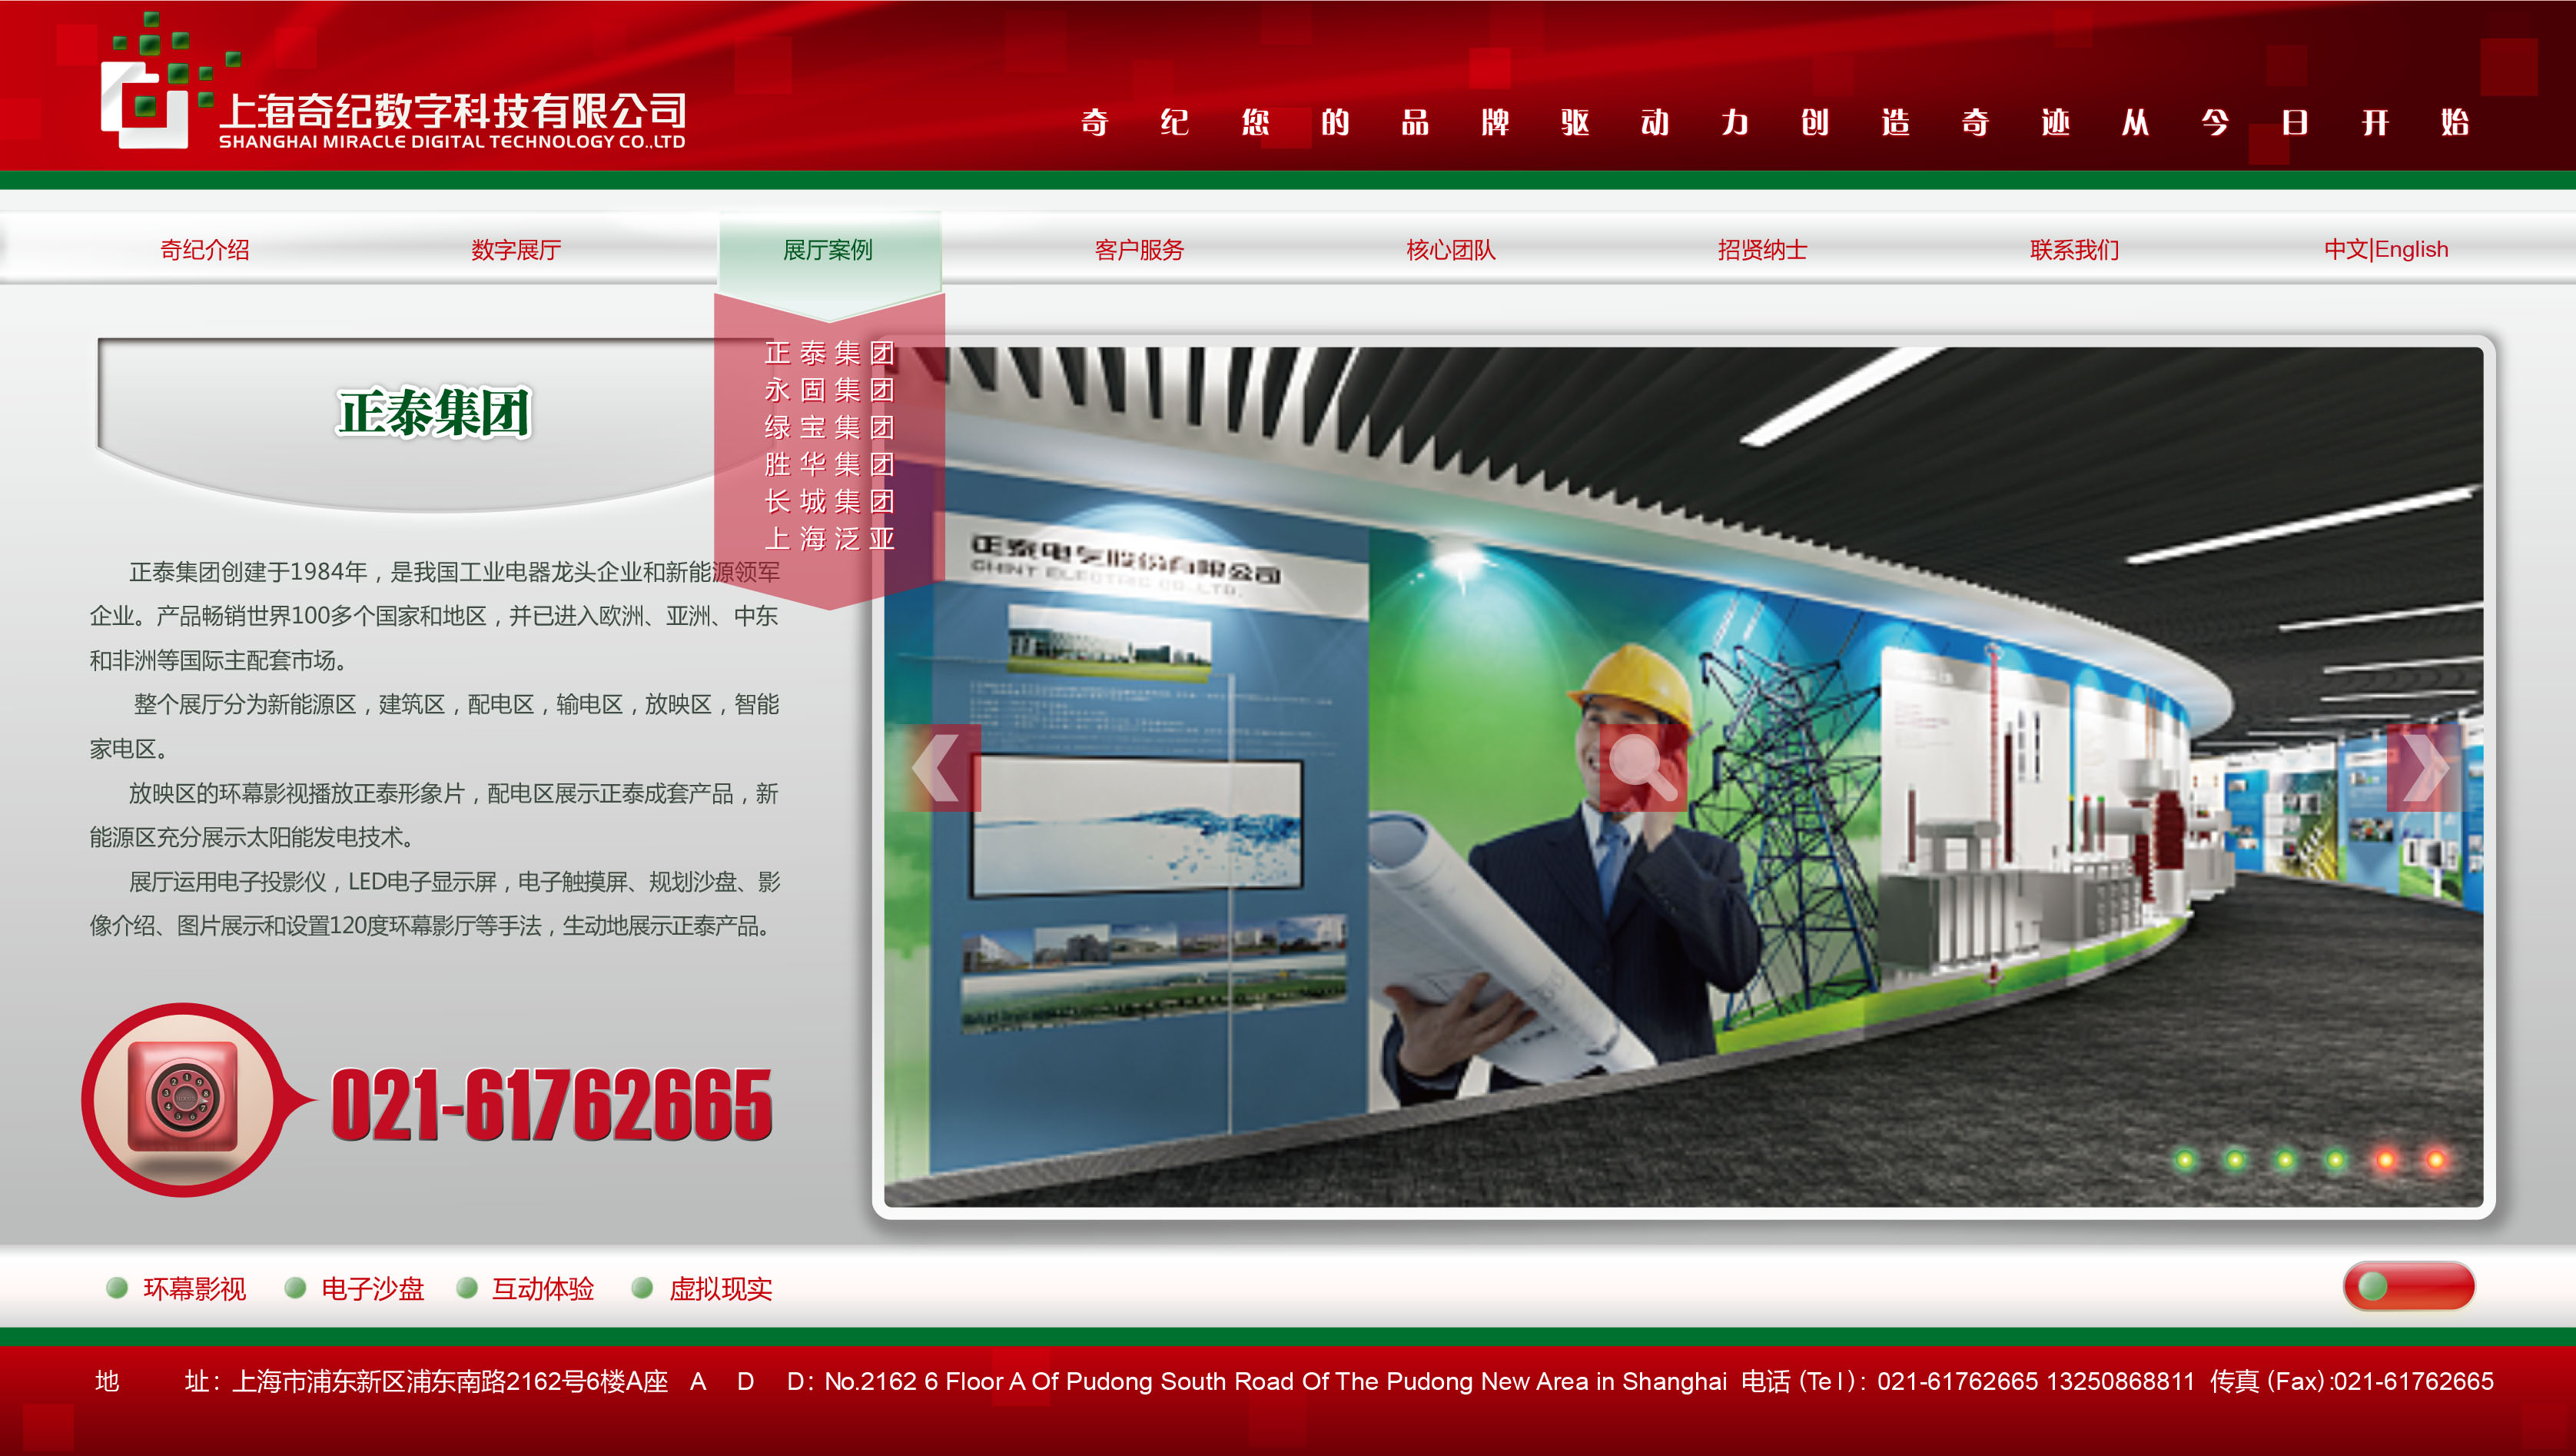 上海奇纪数字科技有限公司
SHANGHAI MIRACLE DIGITAL TECHNOLOGY CO.,LTD
奇纪您的品牌驱动力创造奇迹从今日开始
奇纪介绍
数字展厅
展厅案例
客户服务
核心团队
招贤纳士
联系我们
中文|English
正泰集团
永固集团
绿宝集团
胜华集团
长城集团
上海泛亚
正泰集团
正泰集团创建于1984年，是我国工业电器龙头企业和新能源领军
企业。产品畅销世界100多个国家和地区，并已进入欧洲、亚洲、中东
和非洲等国际主配套市场。
整个展厅分为新能源区，建筑区，配电区，输电区，放映区，智能
家电区。
放映区的环幕影视播放正泰形象片，配电区展示正泰成套产品，新
能源区充分展示太阳能发电技术。
展厅运用电子投影仪，LED电子显示屏，电子触摸屏、规划沙盘、影
像介绍、图片展示和设置120度环幕影厅等手法，生动地展示正泰产品。
正泰电气股份有限公司
CHINT ELECTRIC CO.,LTD.
021-61762665
环幕影视
电子沙盘
互动体验
虚拟现实
地 址：上海市浦东新区浦东南路2162号6楼A座 A D D：No.2162 6 Floor A Of Pudong South Road Of The Pudong New Area in Shanghai 电话（Tel）：021-61762665 13250868811 传真（Fax）:021-61762665